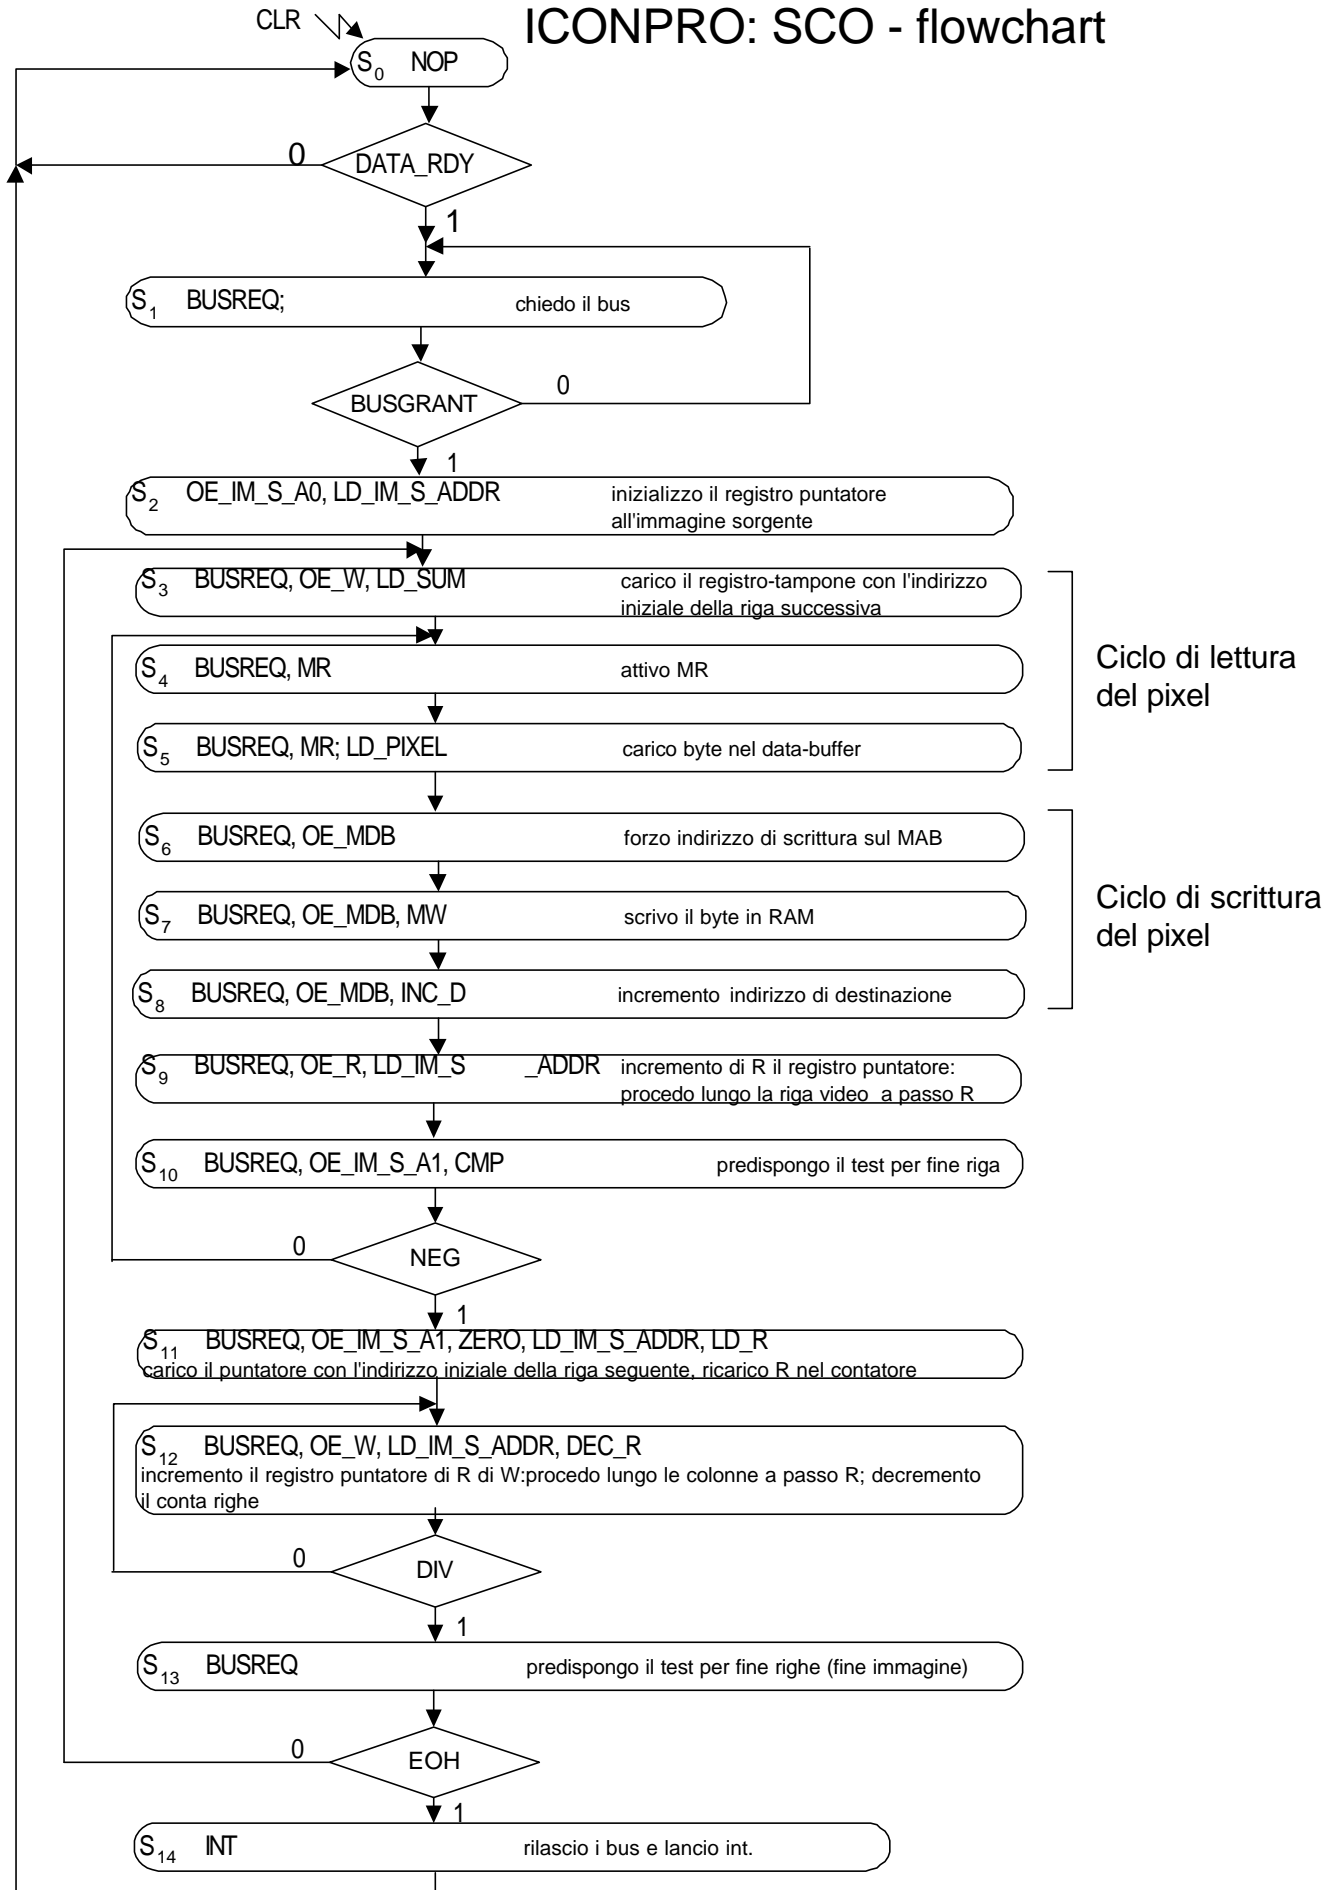 CLR
ICONPRO: SCO - flowchart
S0 NOP
0
DATA_RDY
1
S1 BUSREQ; chiedo il bus
BUSGRANT
0
1
S2 OE_IM_S_A0, LD_IM_S_ADDR inizializzo il registro puntatore
all'immagine sorgente
S3 BUSREQ, OE_W, LD_SUM carico il registro-tampone con l'indirizzo
iniziale della riga successiva
S4 BUSREQ, MR attivo MR
Ciclo di lettura
del pixel
S5 BUSREQ, MR; LD_PIXEL carico byte nel data-buffer
S6 BUSREQ, OE_MDB forzo indirizzo di scrittura sul MAB
S7 BUSREQ, OE_MDB, MW scrivo il byte in RAM
Ciclo di scrittura
del pixel
S8 BUSREQ, OE_MDB, INC_D incremento indirizzo di destinazione
S9 BUSREQ, OE_R, LD_IM_S _ADDR incremento di R il registro puntatore:
procedo lungo la riga video a passo R
S10 BUSREQ, OE_IM_S_A1, CMP predispongo il test per fine riga
0
NEG
1
S11 BUSREQ, OE_IM_S_A1, ZERO, LD_IM_S_ADDR, LD_R
carico il puntatore con l'indirizzo iniziale della riga seguente, ricarico R nel contatore
S12 BUSREQ, OE_W, LD_IM_S_ADDR, DEC_R
incremento il registro puntatore di R di W:procedo lungo le colonne a passo R; decremento
il conta righe
0
DIV
1
S13 BUSREQ predispongo il test per fine righe (fine immagine)
0
EOH
1
S14 INT rilascio i bus e lancio int.